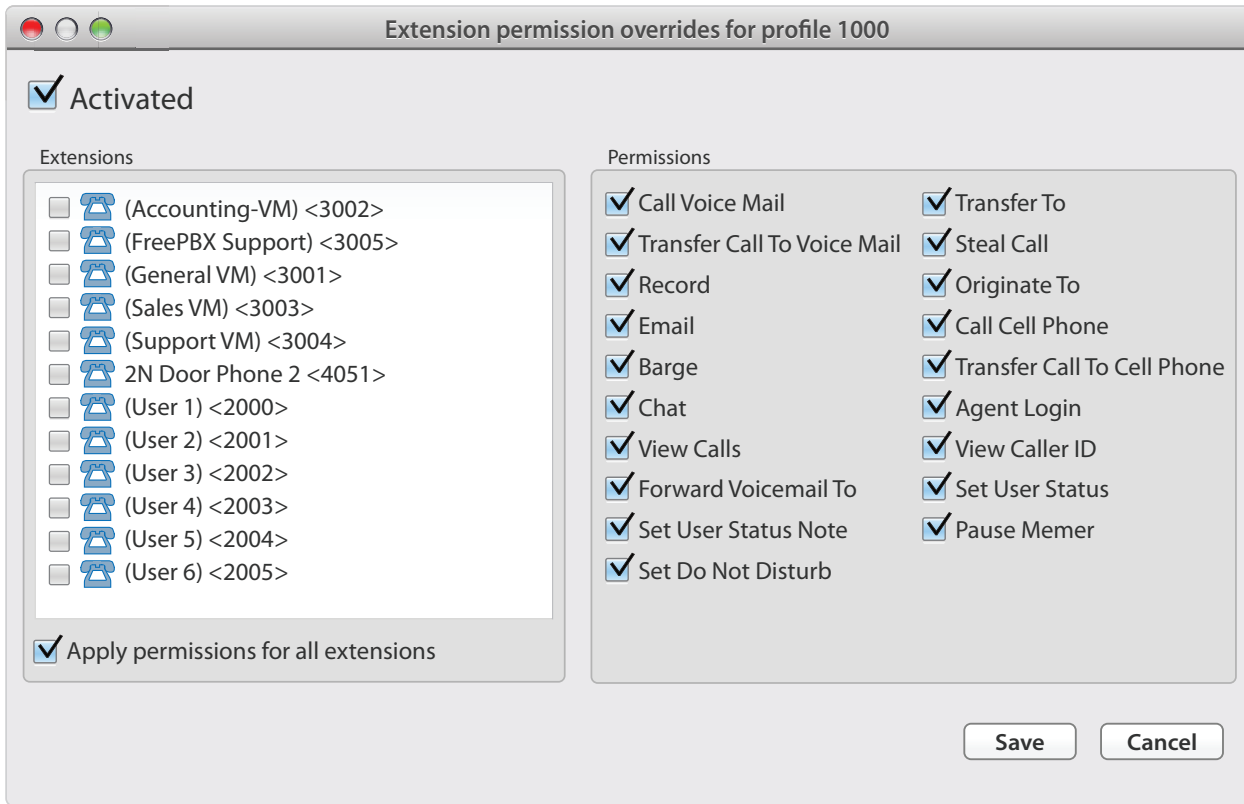 Extension permission overrides for profile 1000
Activated
Extensions
(Accounting-VM) <3002>
(FreePBX Support) <3005>
(General VM) <3001>
(Sales VM) <3003>
(Support VM) <3004>
2N Door Phone 2 <4051>
(User 1) <2000>
(User 2) <2001>
(User 3) <2002>
(User 4) <2003>
(User 5) <2004>
(User 6) <2005>
Apply permissions for all extensions
Permissions
Call Voice Mail
Transfer Call To Voice Mail
Record
Email
Barge
Chat
View Calls
Forward Voicemail To
Set User Status Note
Set Do Not Disturb
Transfer To
Steal Call
Originate To
Call Cell Phone
Transfer Call To Cell Phone
Agent Login
View Caller ID
Set User Status
Pause Memer
Save
Cancel